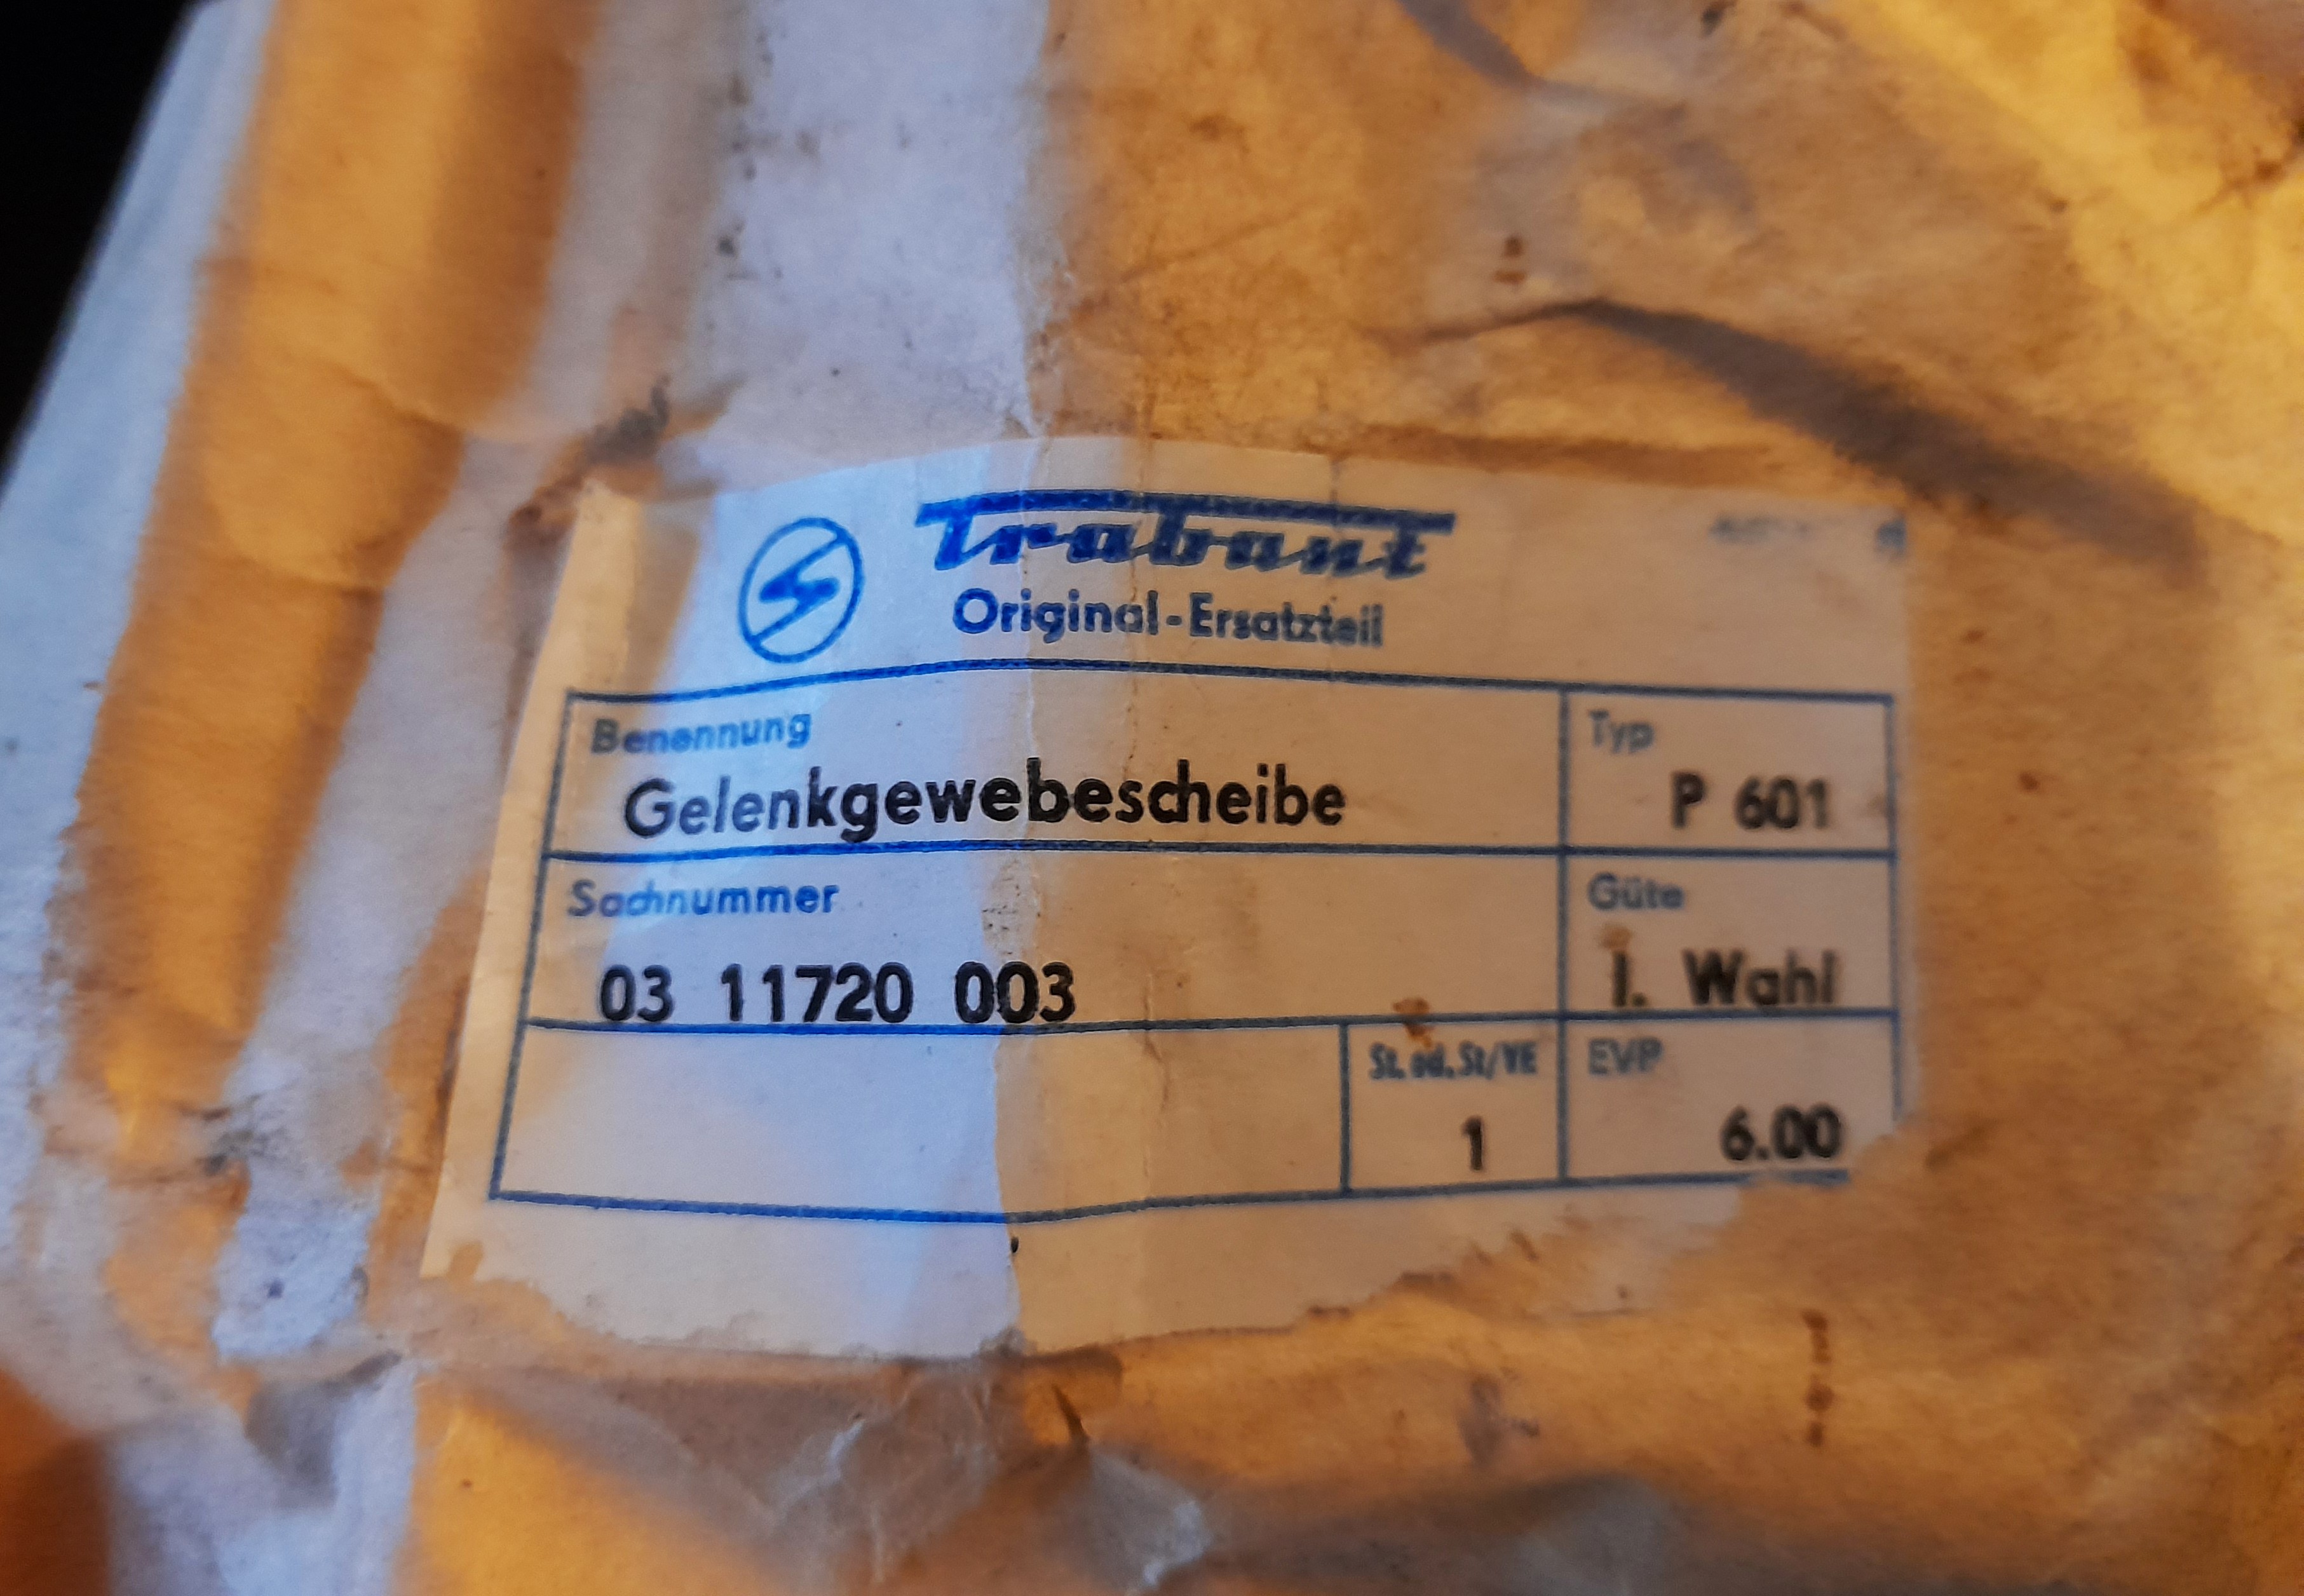 Trabant
Original-Ersatzteil
Benennung
Gelenkgewebescheibe
Typ
P 601
Sachnummer
03 11720 003
Güte
1. Wahl
St. od. St/VE
1
EVP
6.00